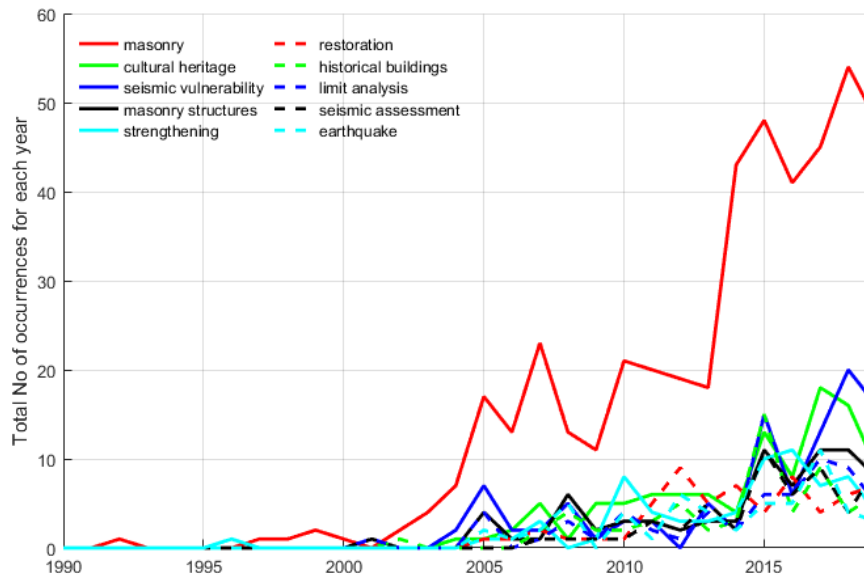 60
50
40
30
20
10
0
Total No of occurrences for each year
masonry
cultural heritage
seismic vulnerability
masonry structures
strengthening
restoration
historical buildings
limit analysis
seismic assessment
earthquake
1990 1995 2000 2005 2010 2015